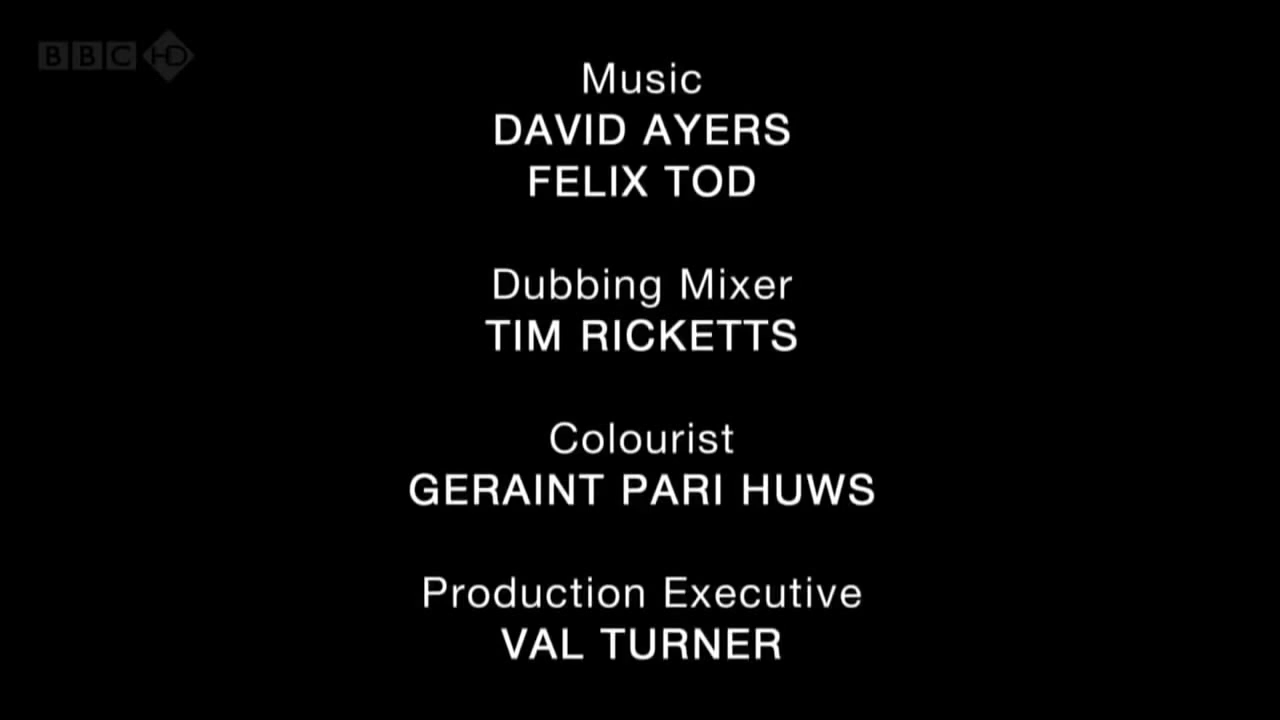 BBC HD
Music
DAVID AYERS
FELIX TOD
Dubbing Mixer
TIM RICKETTS
Colourist
GERAINT PARI HUWS
Production Executive
VAL TURNER